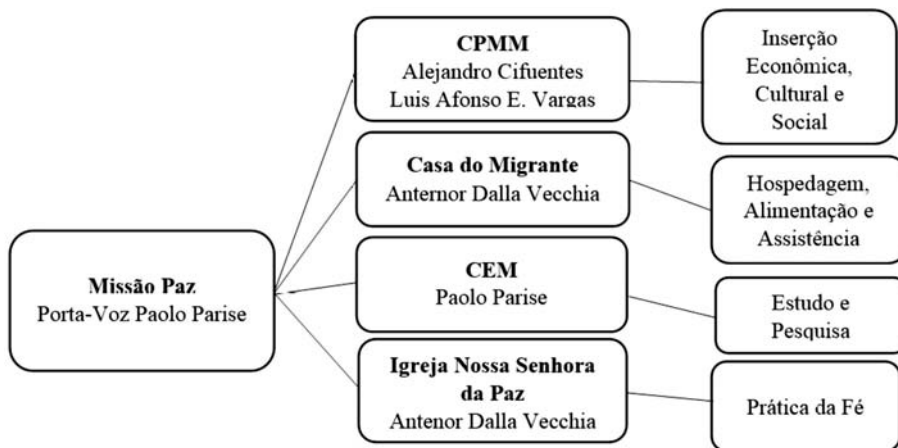 Missão Paz
Porta-Voz Paolo Parise
CPMM
Alejandro Cifuentes
Luis Afonso E. Vargas
Inserção
Econômica,
Cultural e
Social
Casa do Migrante
Anternor Dalla Vecchia
Hospedagem,
Alimentação e
Assistência
CEM
Paolo Parise
Estudo e
Pesquisa
Igreja Nossa Senhora
da Paz
Antenor Dalla Vecchia
Prática da Fé